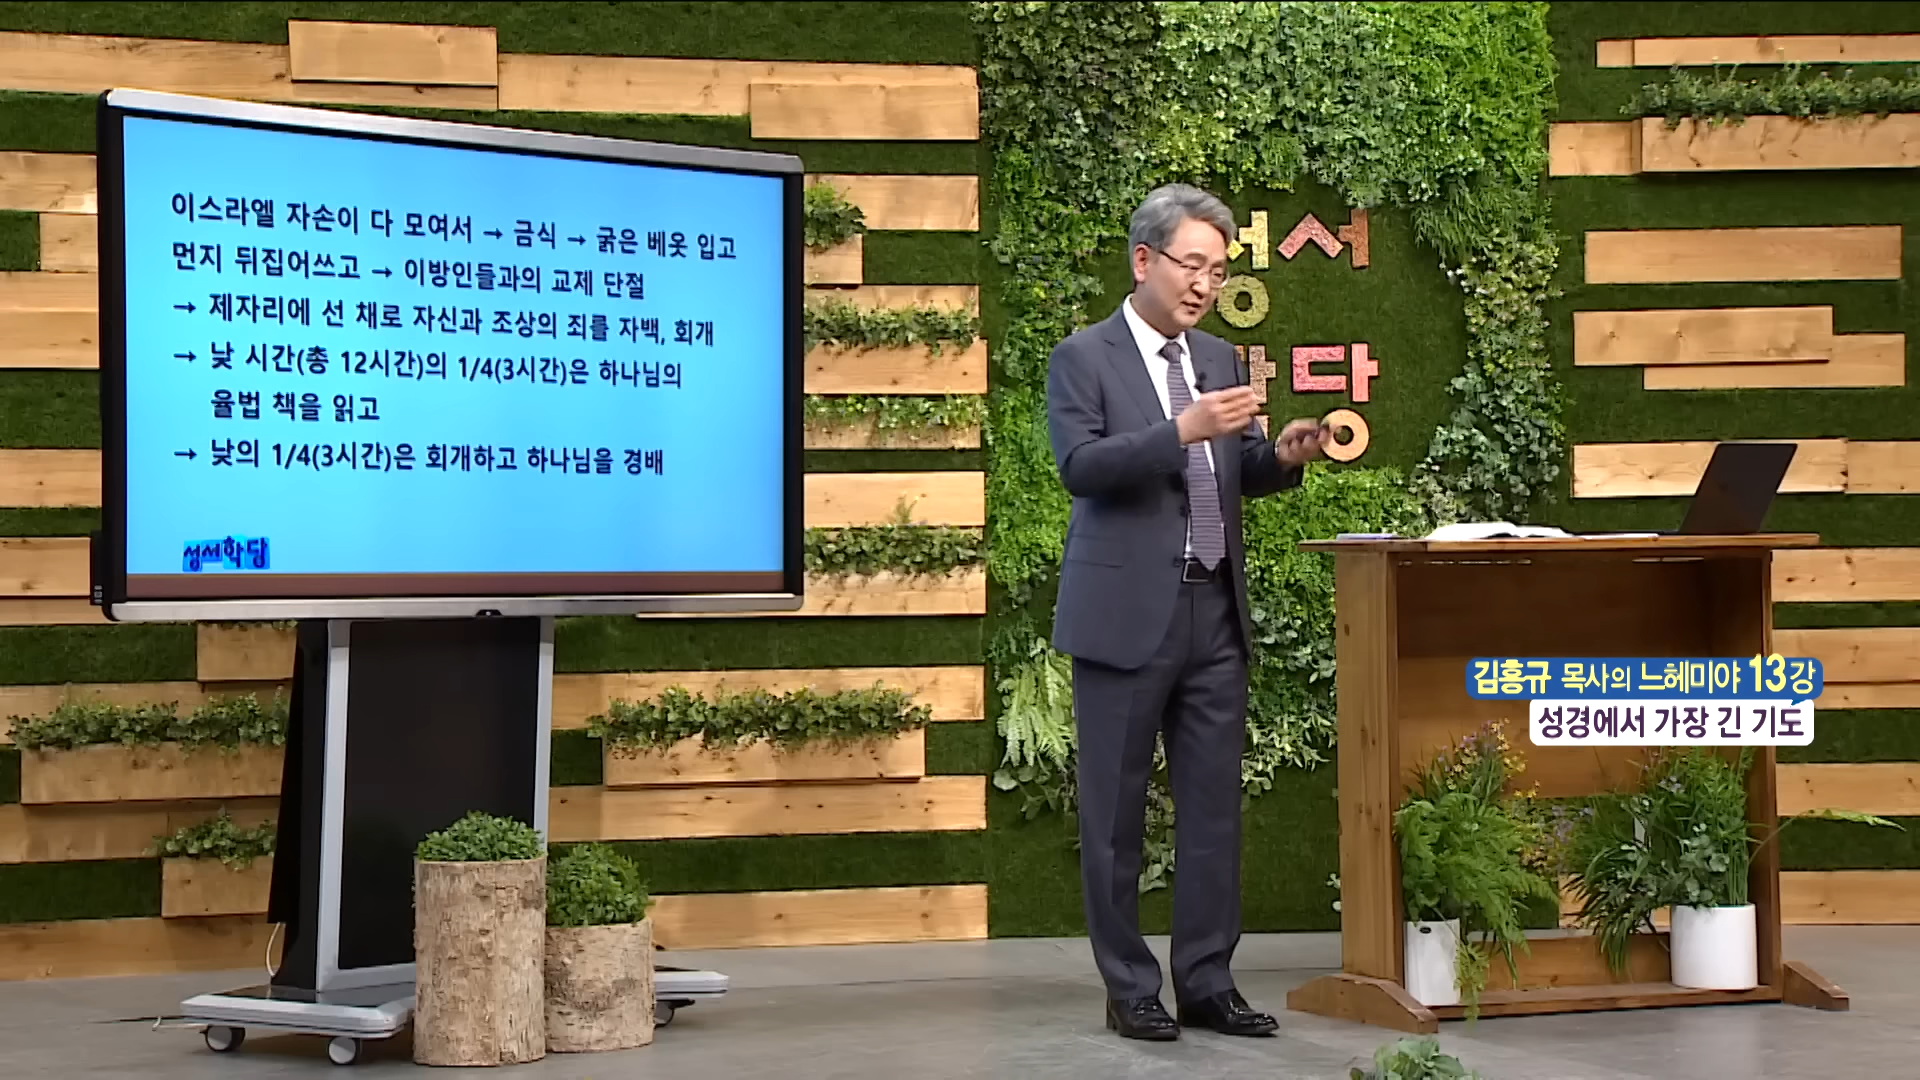 이스라엘 자손이 다 모여서 → 금식 → 굵은 베옷 입고
먼지 뒤집어쓰고 → 이방인들과의 교제 단절
→ 제자리에 선 채로 자신과 조상의 죄를 자백, 회개
→ 낮 시간(총 12시간)의 1/4(3시간)은 하나님의
율법 책을 읽고
→ 낮의 1/4(3시간)은 회개하고 하나님을 경배
성서학당
성서
학당
김흥규 목사의 느헤미야 13강
성경에서 가장 긴 기도